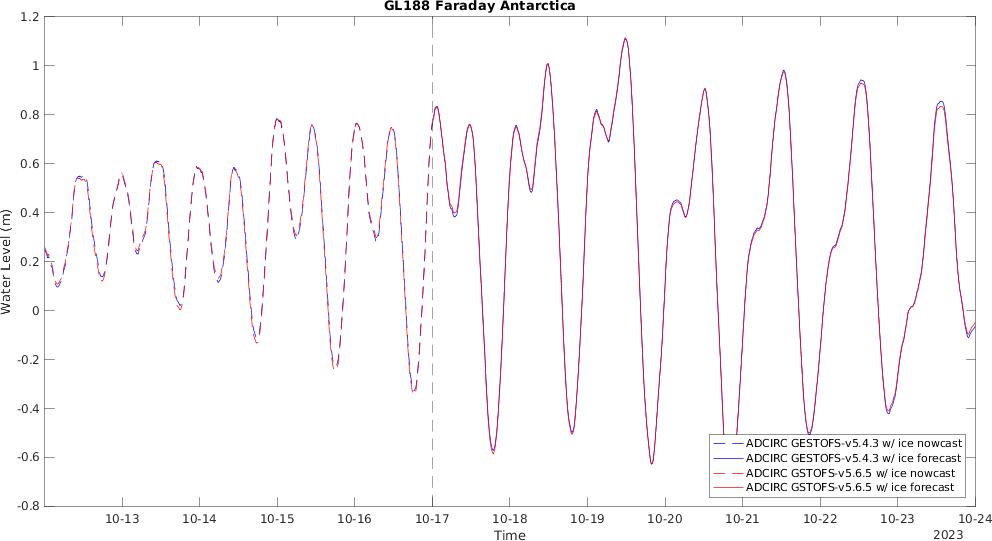 GL188 Faraday Antarctica
1.2
1
0.8
0.6
0.4
0.2
0
-0.2
-0.4
-0.6
-0.8
Water Level (m)
ADCIRC GESTOFS-v5.4.3 w/ ice nowcast
ADCIRC GESTOFS-v5.4.3 w/ ice forecast
ADCIRC GSTOFS-v5.6.5 w/ ice nowcast
ADCIRC GSTOFS-v5.6.5 w/ ice forecast
10-13 10-14 10-15 10-16 10-17 10-18 10-19 10-20 10-21 10-22 10-23 10-24
Time
2023